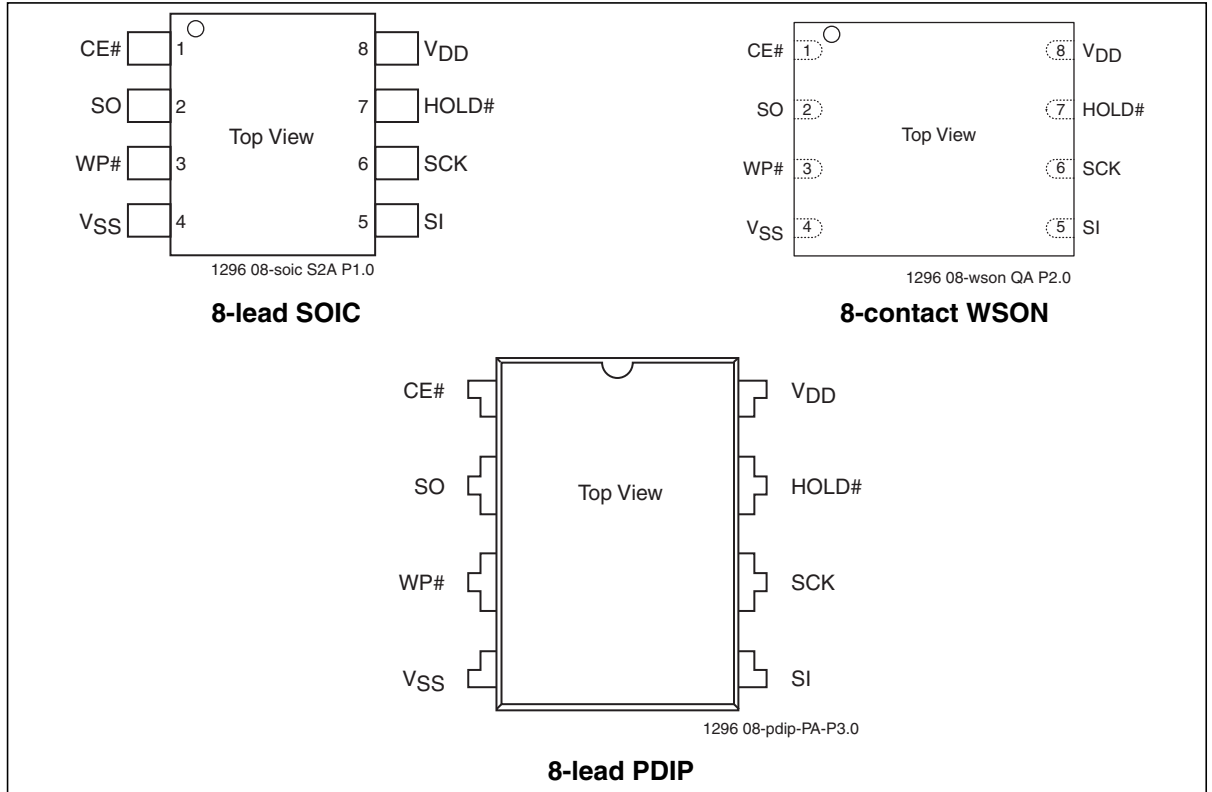 CE# 1 8 VDD
SO 2 7 HOLD#
Top View
WP# 3 6 SCK
VSS 4 5 SI
1296 08-soic S2A P1.0
8-lead SOIC
CE# 1 8 VDD
SO 2 7 HOLD#
Top View
WP# 3 6 SCK
VSS 4 5 SI
1296 08-wson QA P2.0
8-contact WSON
CE# VDD
SO Top View HOLD#
WP# SCK
VSS SI
1296 08-pdip-PA-P3.0
8-lead PDIP